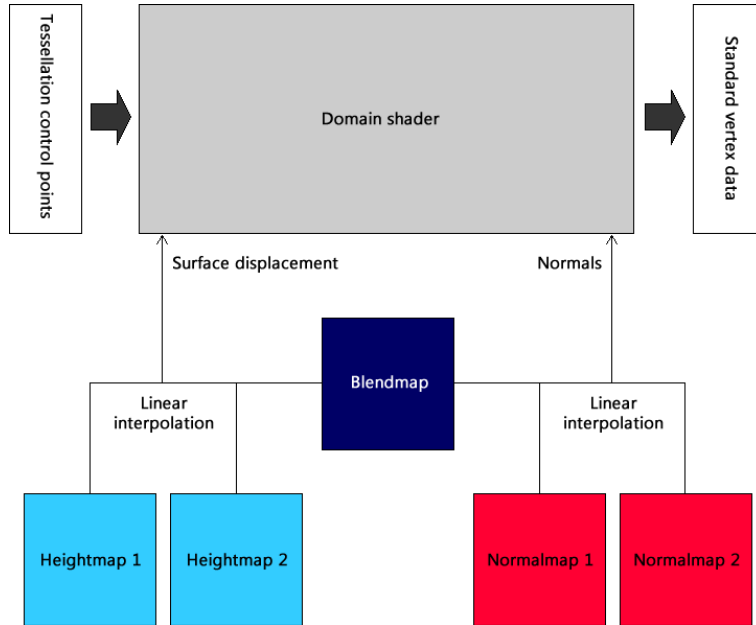 Tessellation control points
Domain shader
Standard vertex data
Surface displacement
Normals
Blendmap
Linear
interpolation
Linear
interpolation
Heightmap 1
Heightmap 2
Normalmap 1
Normalmap 2